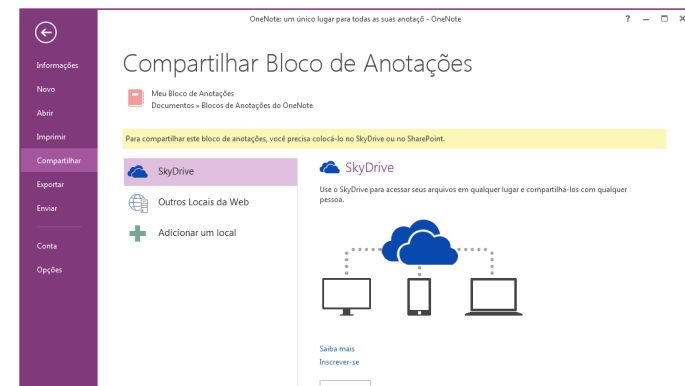 OneNote: um único lugar para todas as suas anotaçõ - OneNote
?
Informações
Novo
Abrir
Imprimir
Compartilhar
Exportar
Enviar
Conta
Opções
Compartilhar Bloco de Anotações
Meu Bloco de Anotações
Documentos » Blocos de Anotações do OneNote
Para compartilhar este bloco de anotações, você precisa colocá-lo no SkyDrive ou no SharePoint.
SkyDrive
Outros Locais da Web
Adicionar um local
SkyDrive
Use o SkyDrive para acessar seus arquivos em qualquer lugar e compartilhá-los com qualquer
pessoa.
Saiba mais
Inscrever-se